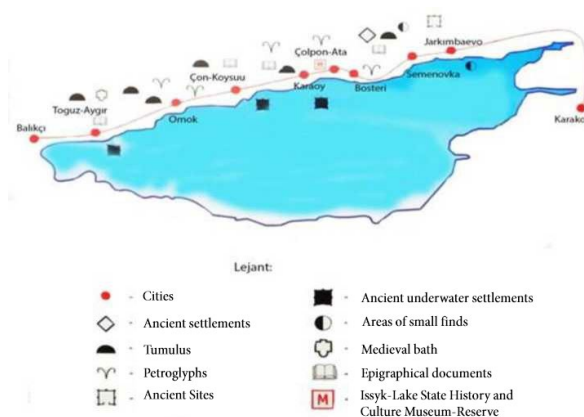 Jarkımbaevo
Çolpon-Ata
Çon-Koysuu
Karaoy
Bosteri
Semenovka
Toguz-Aygır
Ornok
Karakol
Balıkçı
Lejant:
- Cities
- Ancient underwater settlements
- Ancient settlements
- Areas of small finds
- Tumulus
- Medieval bath
- Petroglyphs
- Epigraphical documents
- Ancient Sites
M - Issyk-Lake State History and
Culture Museum-Reserve